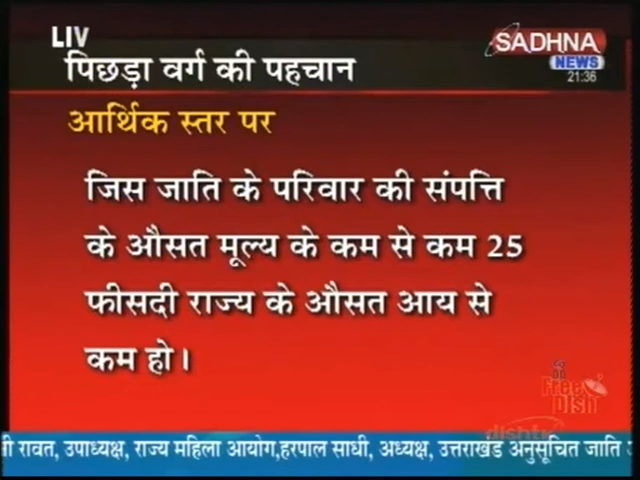 LIV
SADHNA
NEWS
21:36
पिछड़ा वर्ग की पहचान
आर्थिक स्तर पर
जिस जाति के परिवार की संपत्ति
के औसत मूल्य के कम से कम 25
फीसदी राज्य के औसत आय से
कम हो।
Free
Dish
dishtv
रावत, उपाध्यक्ष, राज्य महिला आयोग,हरपाल साधी, अध्यक्ष, उत्तराखंड अनुसूचित जाति